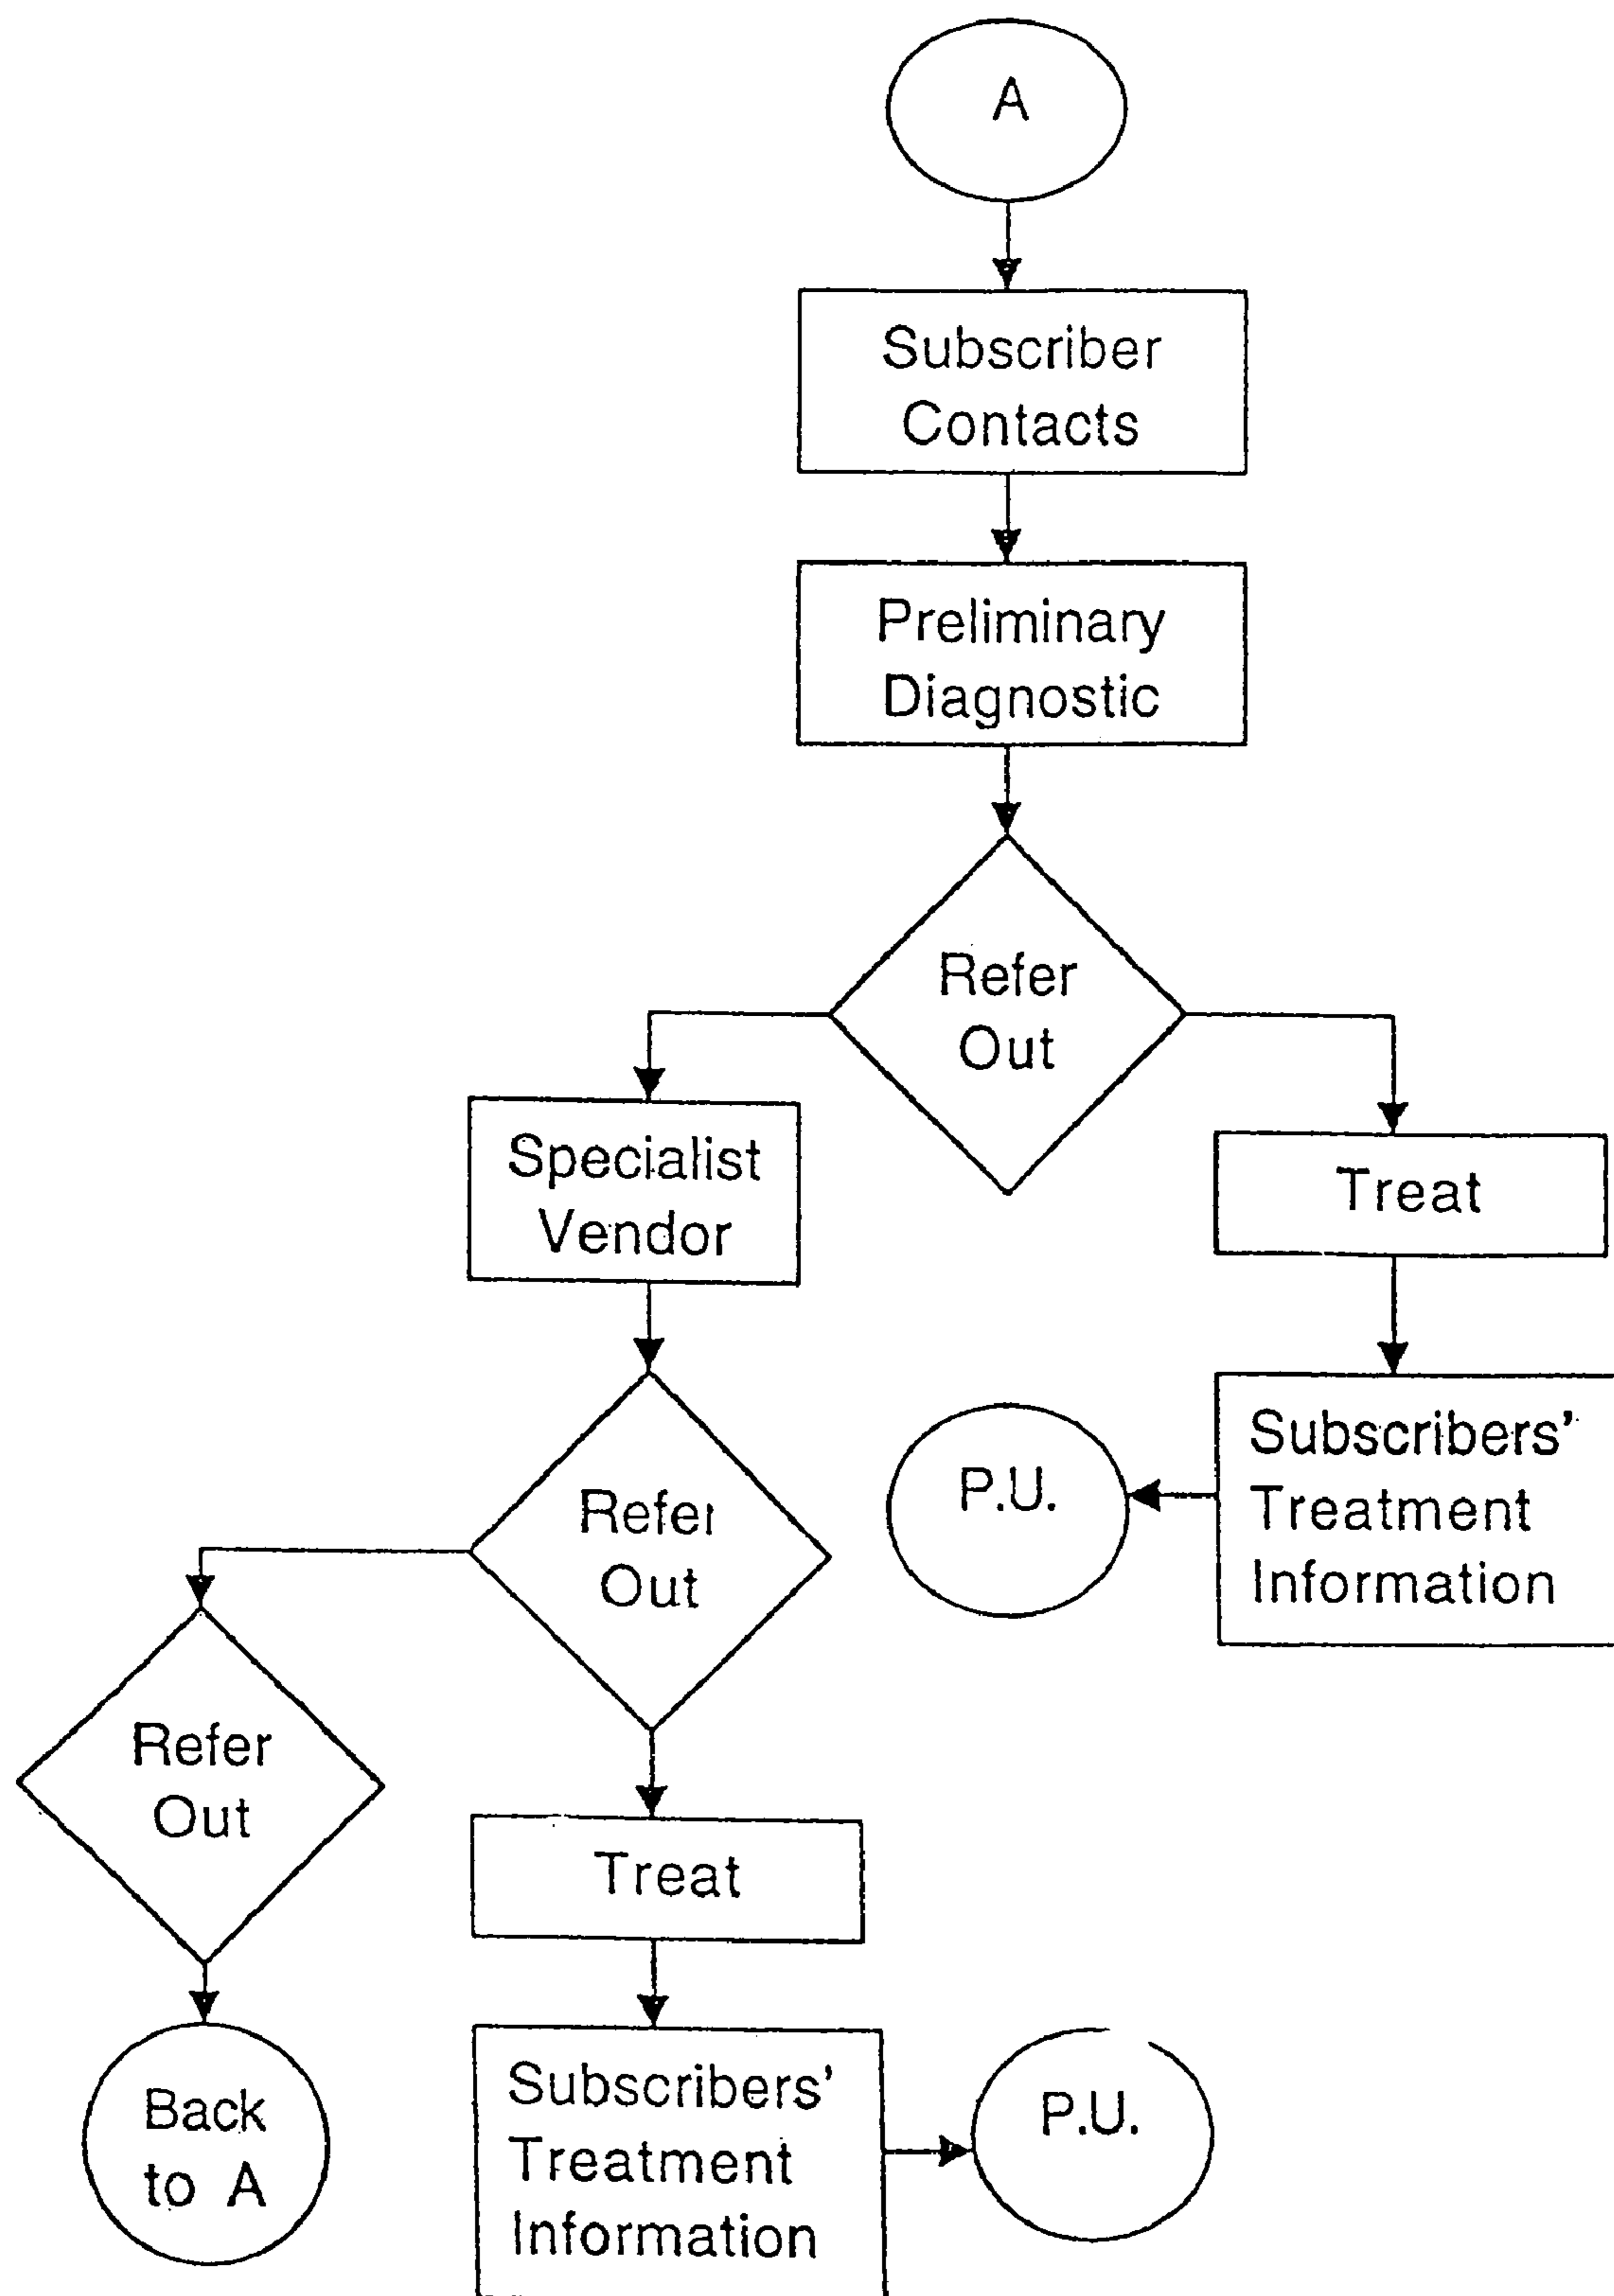 A
Subscriber
Contacts
Preliminary
Diagnostic
Refer
Out
Specialist
Vendor
Treat
Subscribers'
Treatment
Information
P.U.
Refer
Out
Refer
Out
Treat
Back
to A
Subscribers'
Treatment
Information
P.U.